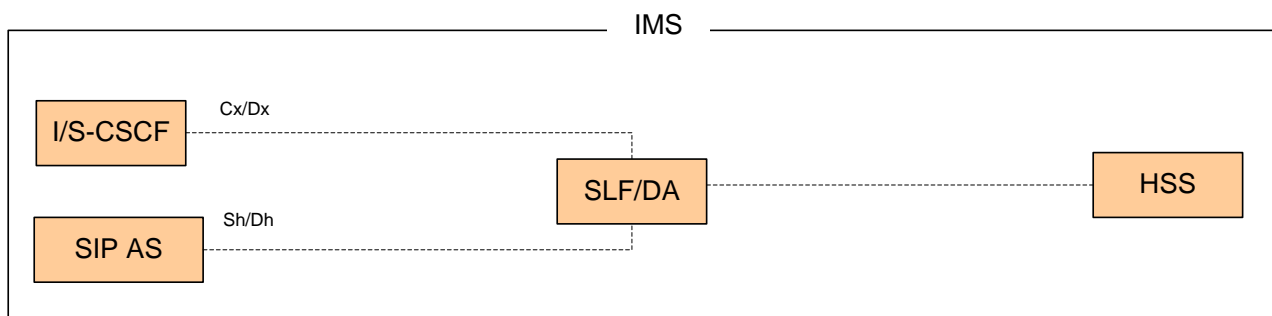 IMS
Cx/Dx
I/S-CSCF
SLF/DA
HSS
Sh/Dh
SIP AS